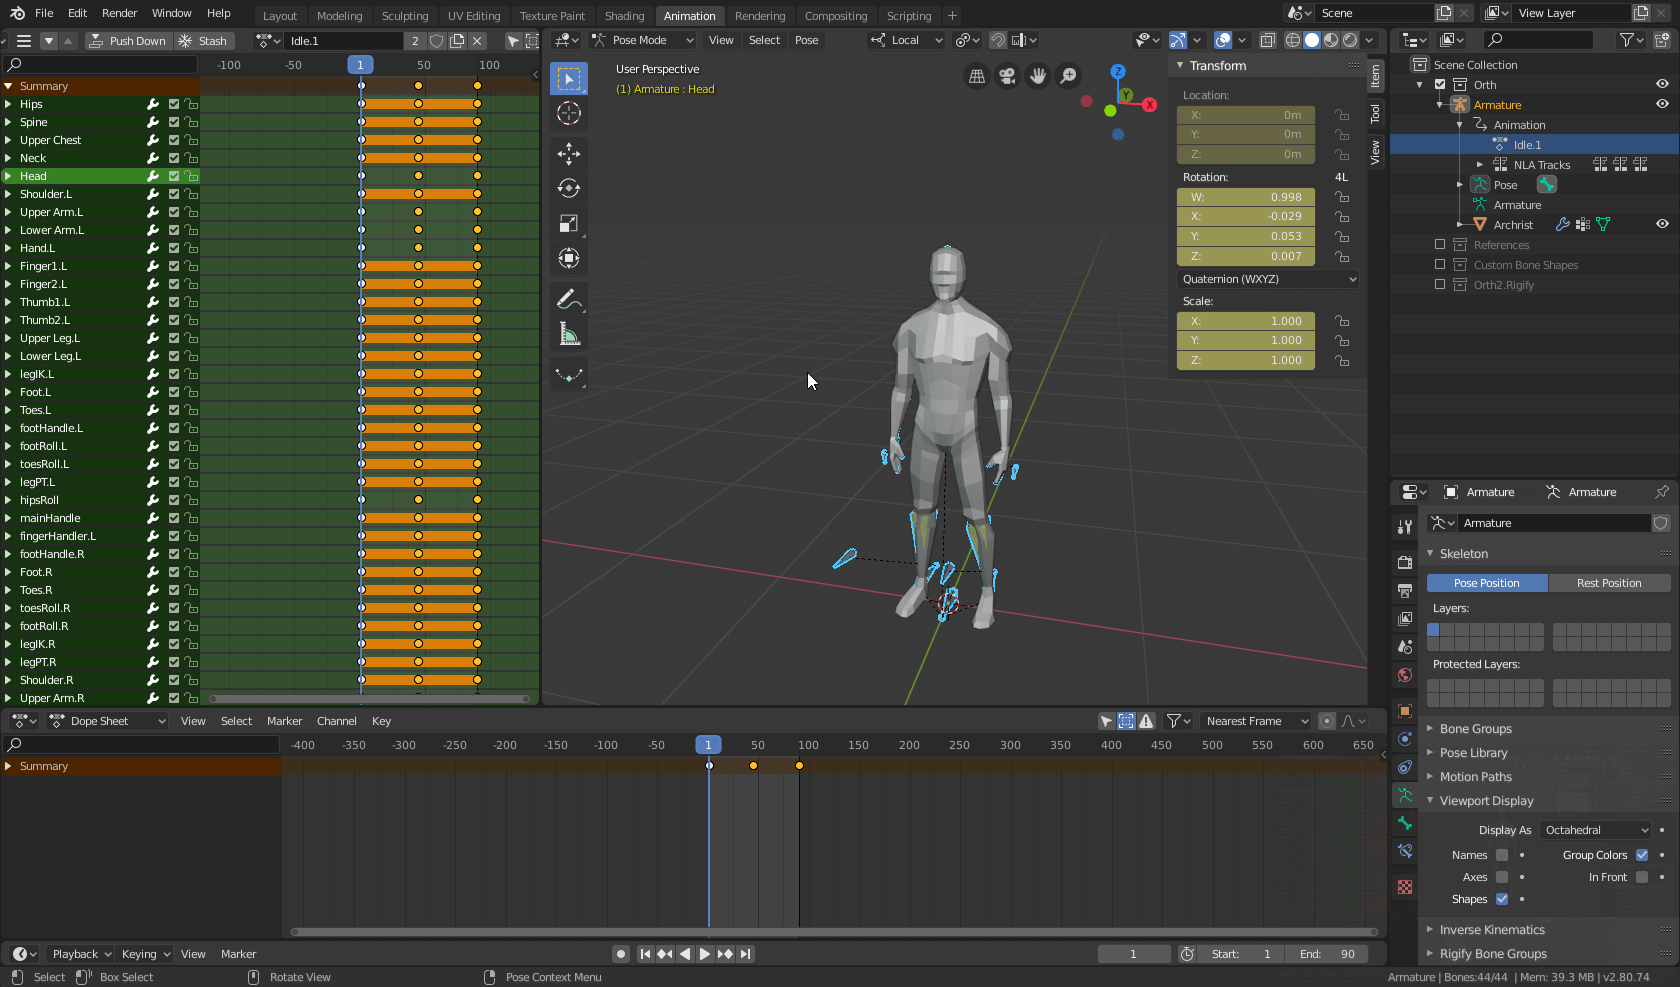 File Edit Render Window Help Layout Modeling Sculpting UV Editing Texture Paint Shading Animation Rendering Compositing Scripting + Scene View Layer
Push Down Stash Idle.1 2 Pose Mode View Select Pose Local
-100 -50 1 50 100
Summary
Hips
Spine
Upper Chest
Neck
Head
Shoulder.L
Upper Arm.L
Lower Arm.L
Hand.L
Finger1.L
Finger2.L
Thumb1.L
Thumb2.L
Upper Leg.L
Lower Leg.L
legIK.L
Foot.L
Toes.L
footHandle.L
footRoll.L
toesRoll.L
legPT.L
hipsRoll
mainHandle
fingerHandler.L
footHandle.R
Foot.R
Toes.R
toesRoll.R
footRoll.R
legIK.R
legPT.R
Shoulder.R
Upper Arm.R
User Perspective
(1) Armature : Head
Z
Y
X
Transform
Location:
X: 0m
Y: 0m
Z: 0m
Rotation: 4L
W: 0.998
X: -0.029
Y: 0.053
Z: 0.007
Quaternion (WXYZ)
Scale:
X: 1.000
Y: 1.000
Z: 1.000
Item
Tool
View
Scene Collection
Orth
Armature
Animation
Idle.1
NLA Tracks
Pose
Armature
Archrist
References
Custom Bone Shapes
Orth2.Rigify
Armature Armature
Armature
Skeleton
Pose Position Rest Position
Layers:
Protected Layers:
Bone Groups
Pose Library
Motion Paths
Viewport Display
Display As Octahedral
Names Group Colors
Axes In Front
Shapes
Inverse Kinematics
Rigify Bone Groups
Dope Sheet View Select Marker Channel Key Nearest Frame
-400 -350 -300 -250 -200 -150 -100 -50 1 50 100 150 200 250 300 350 400 450 500 550 600 650
Summary
Playback Keying View Marker 1 Start: 1 End: 90
Select Box Select Rotate View Pose Context Menu Armature | Bones:44/44 | Mem: 39.3 MB | v2.80.74